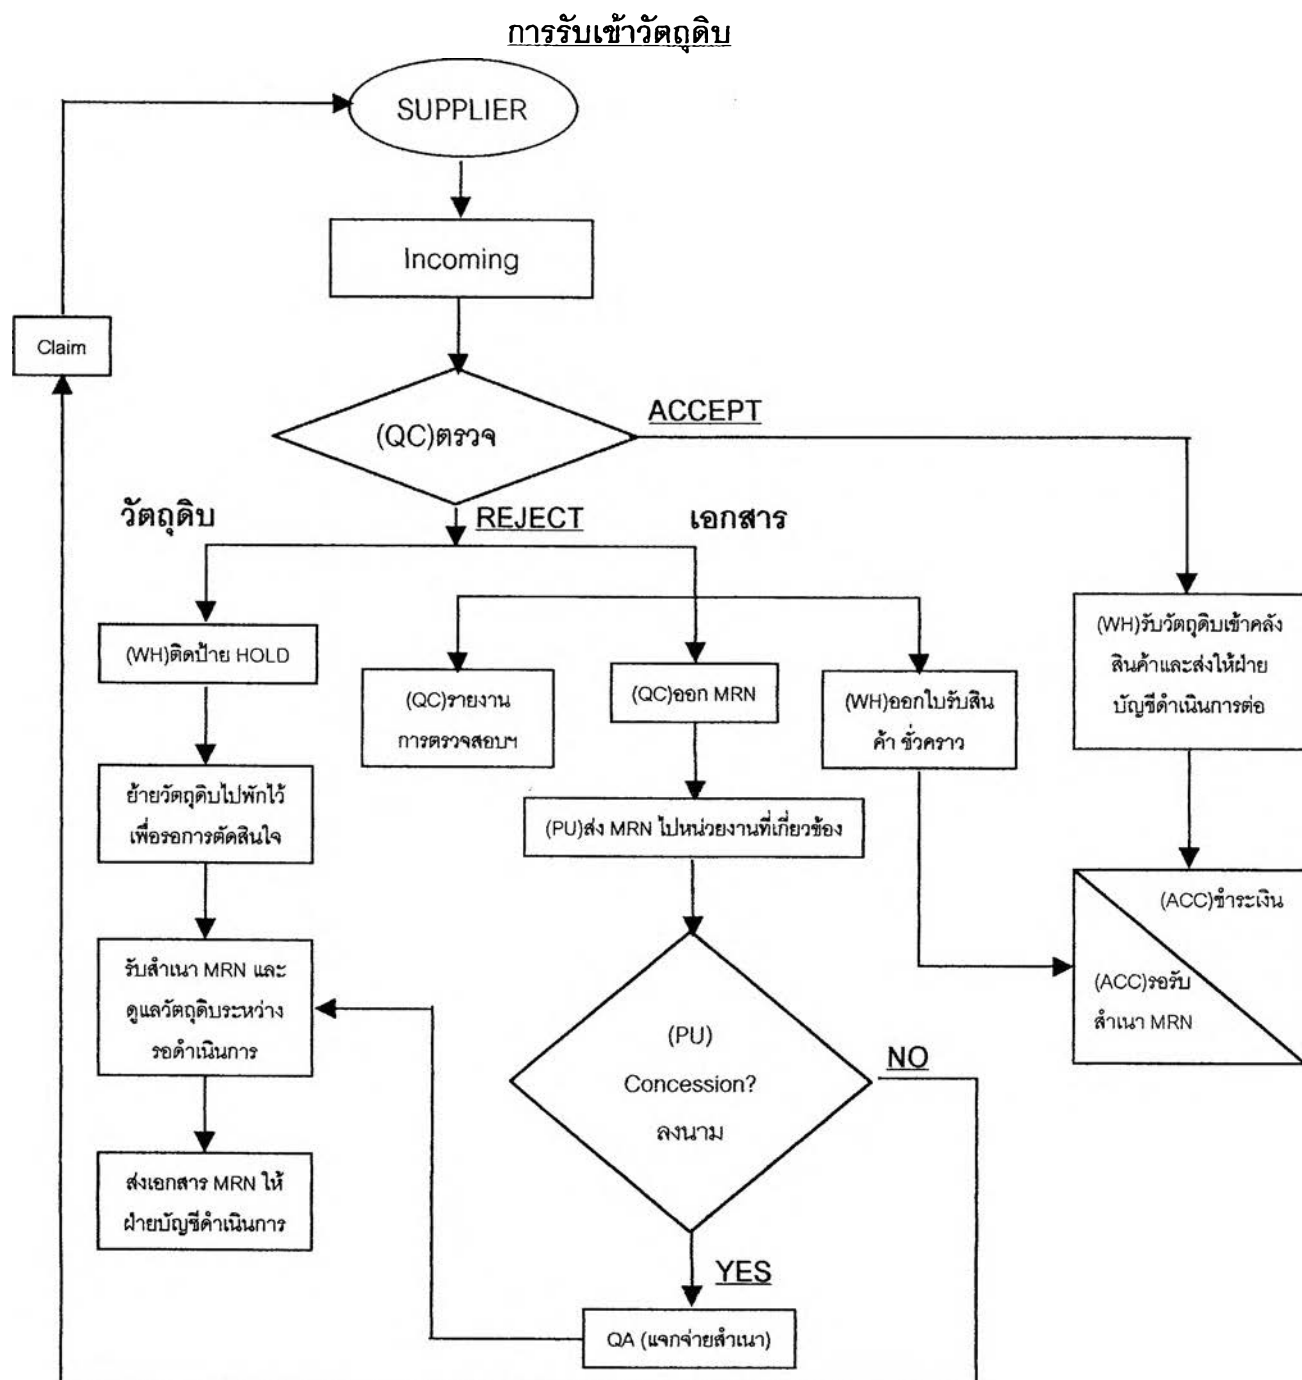 การรับเข้าวัตถุดิบ
SUPPLIER
Incoming
Claim
(QC)ตรวจ
ACCEPT
วัตถุดิบ
REJECT
เอกสาร
(WH)ติดป้าย HOLD
(QC)รายงาน
การตรวจสอบฯ
(QC)ออก MRN
(WH)ออกใบรับสิน
ค้า ชั่วคราว
(WH)รับวัตถุดิบเข้าคลัง
สินค้าและส่งให้ฝ่าย
บัญชีดำเนินการต่อ
ย้ายวัตถุดิบไปพักไว้
เพื่อรอการตัดสินใจ
(PU)ส่ง MRN ไปหน่วยงานที่เกี่ยวข้อง
(ACC)ชำระเงิน
(ACC)รอรับ
สำเนา MRN
รับสำเนา MRN และ
ดูแลวัตถุดิบระหว่าง
รอดำเนินการ
(PU)
Concession?
ลงนาม
NO
ส่งเอกสาร MRN ให้
ฝ่ายบัญชีดำเนินการ
YES
QA (แจกจ่ายสำเนา)